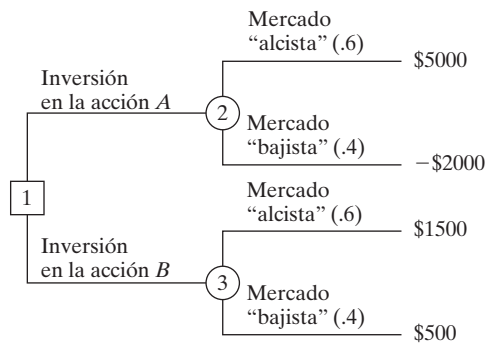 Mercado
“alcista” (.6)
$5000
Inversión
en la acción A
2
Mercado
“bajista” (.4)
−$2000
1
Mercado
“alcista” (.6)
$1500
Inversión
en la acción B
3
Mercado
“bajista” (.4)
$500